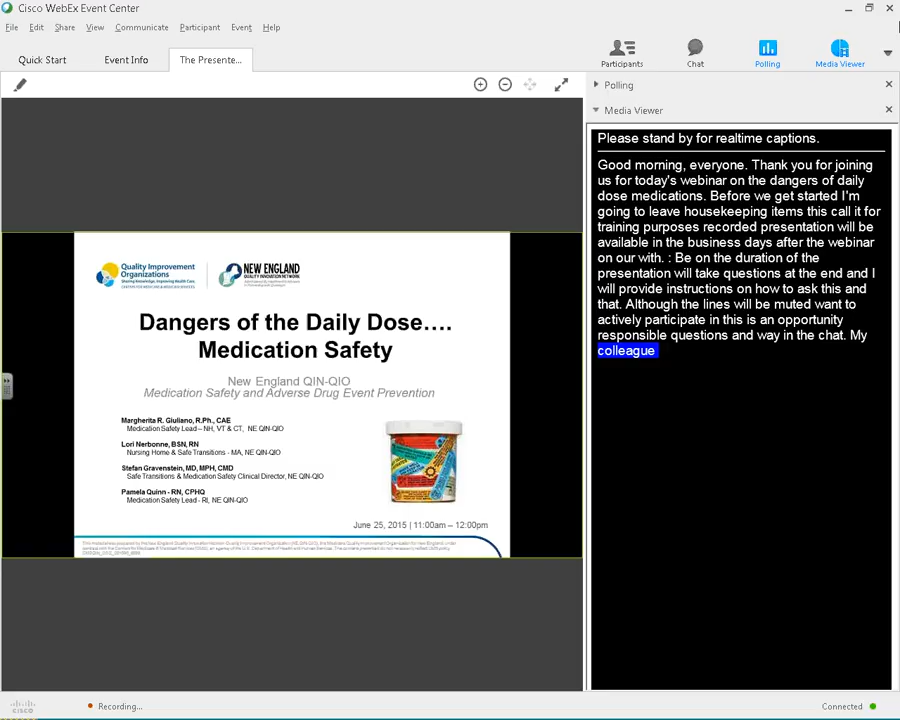 Cisco WebEx Event Center
File Edit Share View Communicate Participant Event Help
Quick Start Event Info The Presente...
Participants Chat Polling Media Viewer
Polling
Media Viewer
Please stand by for realtime captions.
Good morning, everyone. Thank you for joining
us for today's webinar on the dangers of daily
dose medications. Before we get started I'm
going to leave housekeeping items this call it for
training purposes recorded presentation will be
available in the business days after the webinar
on our with. : Be on the duration of the
presentation will take questions at the end and I
will provide instructions on how to ask this and
that. Although the lines will be muted want to
actively participate in this is an opportunity
responsible questions and way in the chat. My
colleague
Quality Improvement
Organizations
Sharing Knowledge. Improving Health Care.
CENTERS FOR MEDICARE & MEDICAID SERVICES
NEW ENGLAND
QUALITY INNOVATION NETWORK
Dangers of the Daily Dose….
Medication Safety
New England QIN-QIO
Medication Safety and Adverse Drug Event Prevention
Margherita R. Giuliano, R.Ph., CAE
Medication Safety Lead – NH, VT & CT, NE QIN-QIO
Lori Nerbonne, BSN, RN
Nursing Home & Safe Transitions - MA, NE QIN-QIO
Stefan Gravenstein, MD, MPH, CMD
Safe Transitions & Medication Safety Clinical Director, NE QIN-QIO
Pamela Quinn - RN, CPHQ
Medication Safety Lead - RI, NE QIN-QIO
June 25, 2015 | 11:00am – 12:00pm
cisco
Recording...
Connected